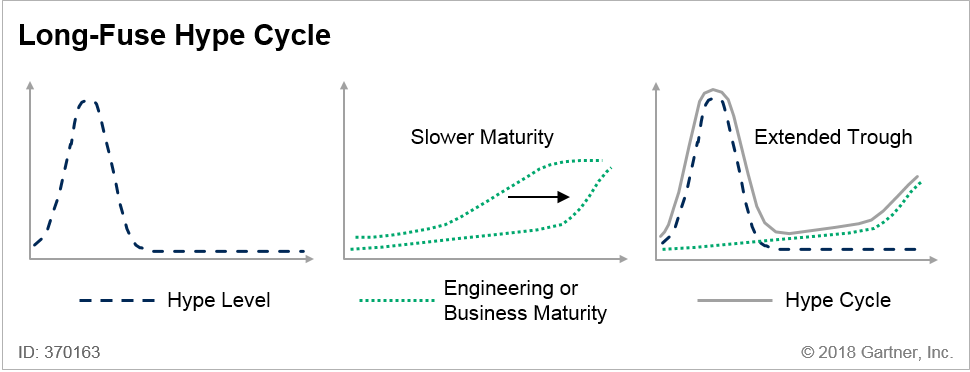 Long-Fuse Hype Cycle
Slower Maturity
Extended Trough
Hype Level
Engineering or
Business Maturity
Hype Cycle
ID: 370163
© 2018 Gartner, Inc.